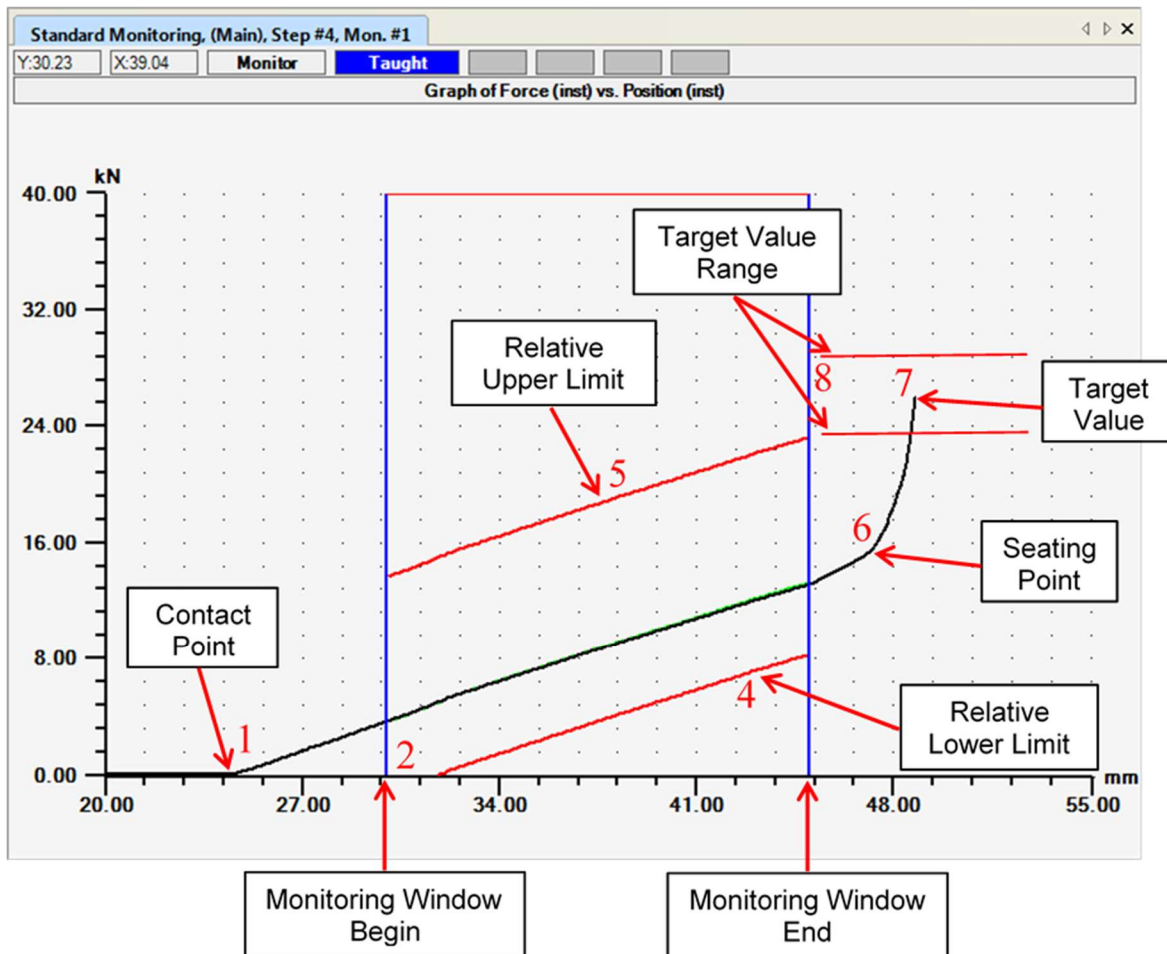 Standard Monitoring, (Main), Step #4, Mon. #1
Y:30.23 X:39.04 Monitor Taught
Graph of Force (inst) vs. Position (inst)
kN
40.00
32.00
24.00
16.00
8.00
0.00
20.00 27.00 34.00 41.00 48.00 55.00
mm
Target Value
Range
Relative
Upper Limit
8
7
Target
Value
5
6
Seating
Point
Contact
Point
1
2
4
Relative
Lower Limit
Monitoring Window
Begin
Monitoring Window
End